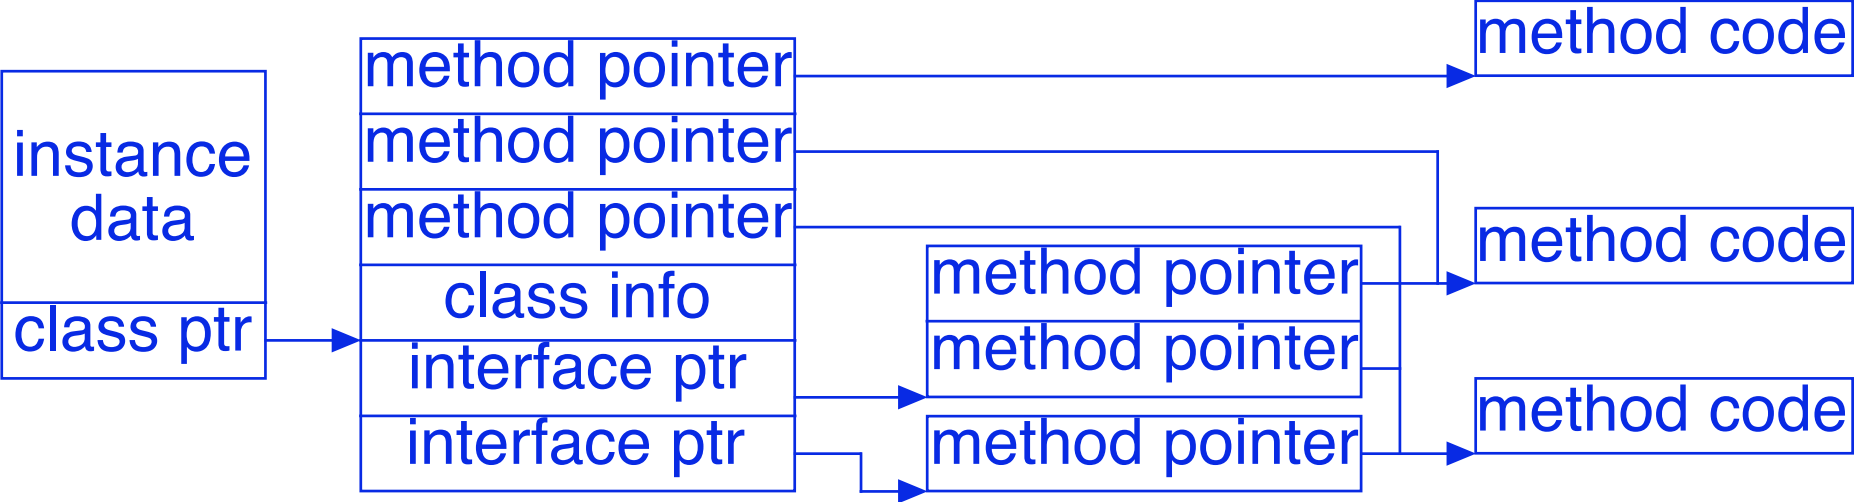 instance
data
class ptr
method pointer
method pointer
method pointer
class info
interface ptr
interface ptr
method pointer
method pointer
method pointer
method code
method code
method code